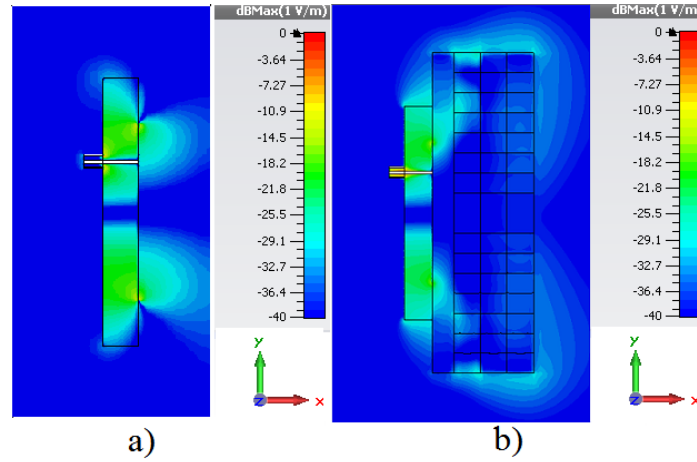 dBMax(1 V/m)
0
-3.64
-7.27
-10.9
-14.5
-18.2
-21.8
-25.5
-29.1
-32.7
-36.4
-40
y
z
x
a)
dBMax(1 V/m)
0
-3.64
-7.27
-10.9
-14.5
-18.2
-21.8
-25.5
-29.1
-32.7
-36.4
-40
y
z
x
b)